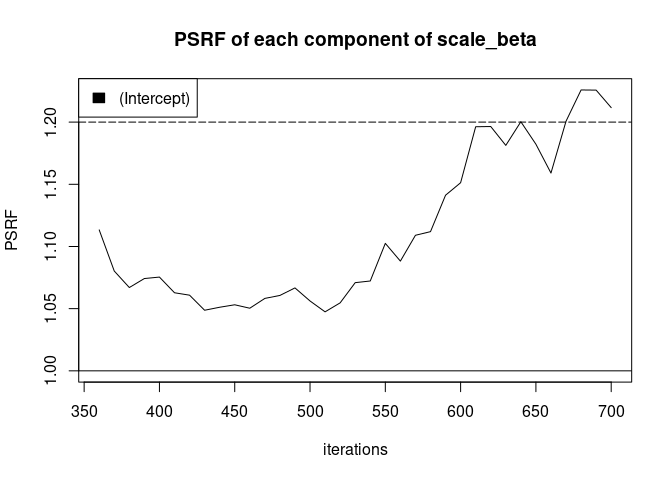 PSRF of each component of scale_beta
(Intercept)
PSRF
1.20
1.15
1.10
1.05
1.00
350 400 450 500 550 600 650 700
iterations